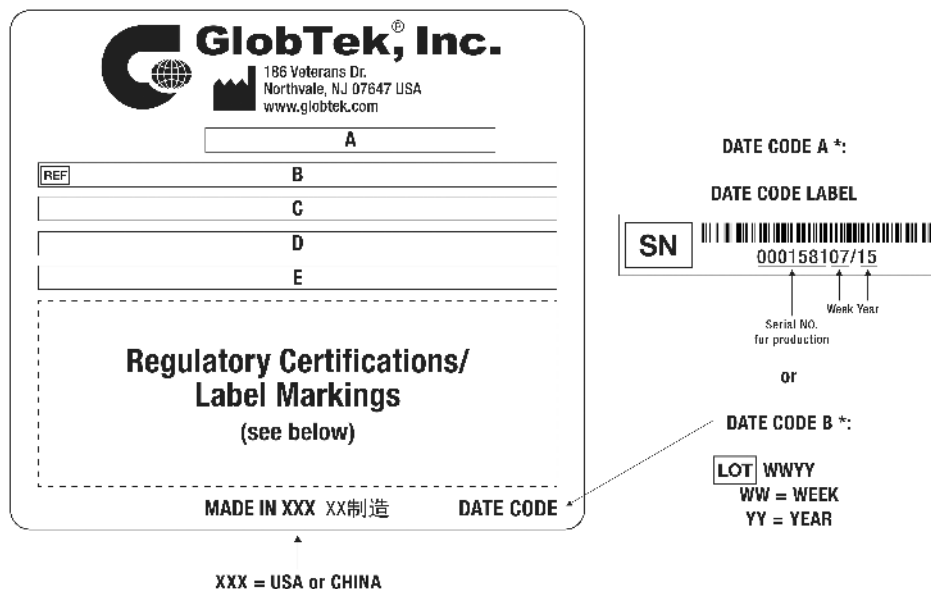 GlobTek,® Inc.
186 Veterans Dr.
Northvale, NJ 07647 USA
www.globtek.com
A
REF B
C
D
E
Regulatory Certifications/
Label Markings
(see below)
MADE IN XXX XX制造 DATE CODE
XXX = USA or CHINA
DATE CODE A *:
DATE CODE LABEL
SN
000158107/15
Week Year
Serial NO.
for production
or
DATE CODE B *:
LOT WWYY
WW = WEEK
YY = YEAR